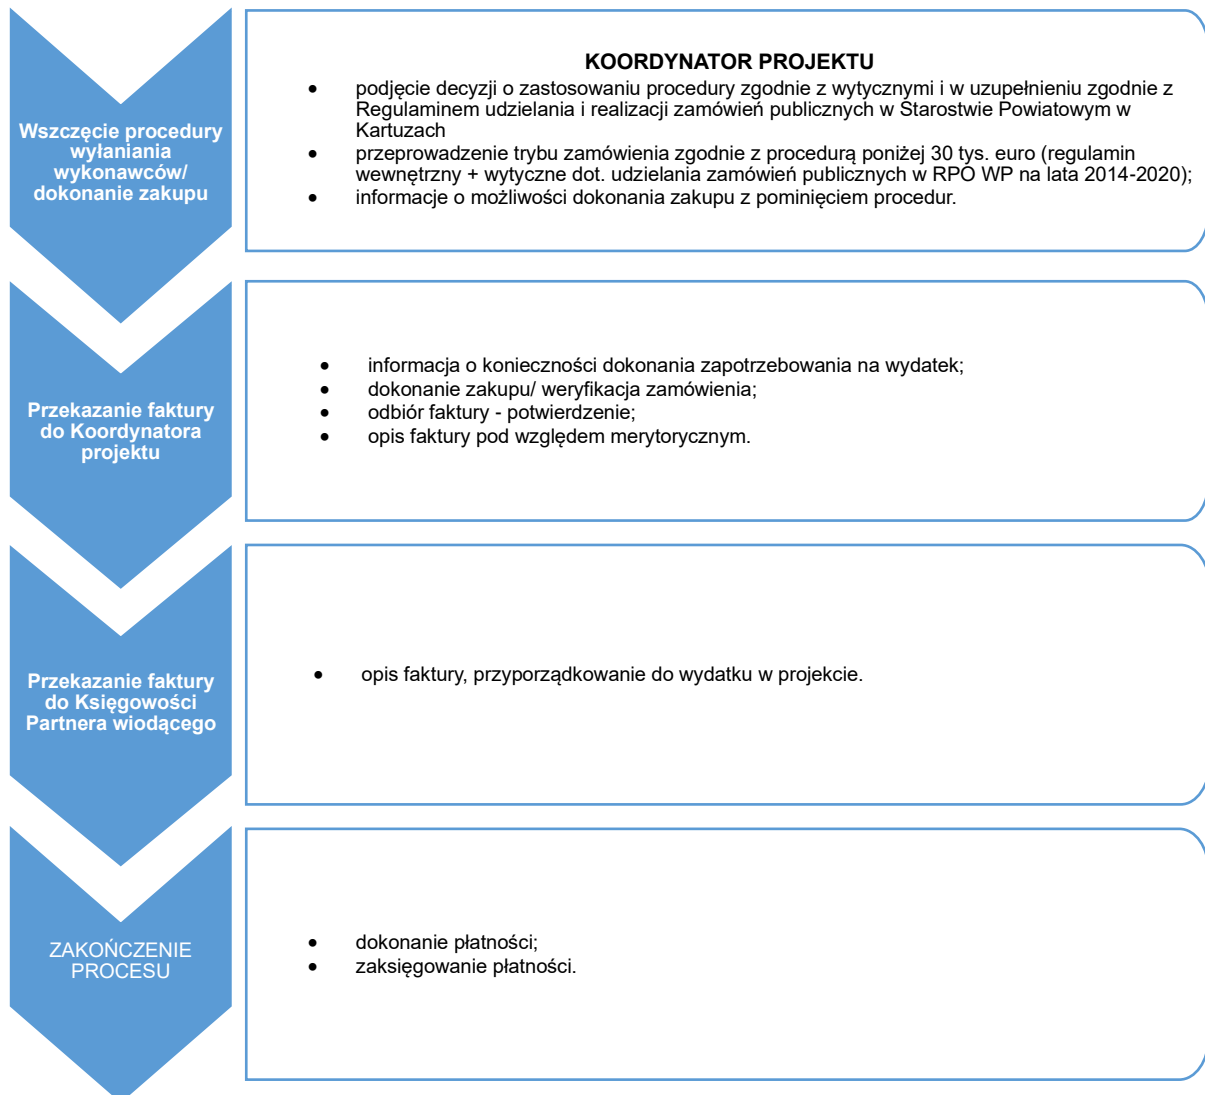 Wszczęcie procedury
wyłaniania
wykonawców/
dokonanie zakupu
KOORDYNATOR PROJEKTU
• podjęcie decyzji o zastosowaniu procedury zgodnie z wytycznymi i w uzupełnieniu zgodnie z
Regulaminem udzielania i realizacji zamówień publicznych w Starostwie Powiatowym w
Kartuzach
• przeprowadzenie trybu zamówienia zgodnie z procedurą poniżej 30 tys. euro (regulamin
wewnętrzny + wytyczne dot. udzielania zamówień publicznych w RPO WP na lata 2014-2020);
• informacje o możliwości dokonania zakupu z pominięciem procedur.
Przekazanie faktury
do Koordynatora
projektu
• informacja o konieczności dokonania zapotrzebowania na wydatek;
• dokonanie zakupu/ weryfikacja zamówienia;
• odbiór faktury - potwierdzenie;
• opis faktury pod względem merytorycznym.
Przekazanie faktury
do Księgowości
Partnera wiodącego
• opis faktury, przyporządkowanie do wydatku w projekcie.
ZAKOŃCZENIE
PROCESU
• dokonanie płatności;
• zaksięgowanie płatności.